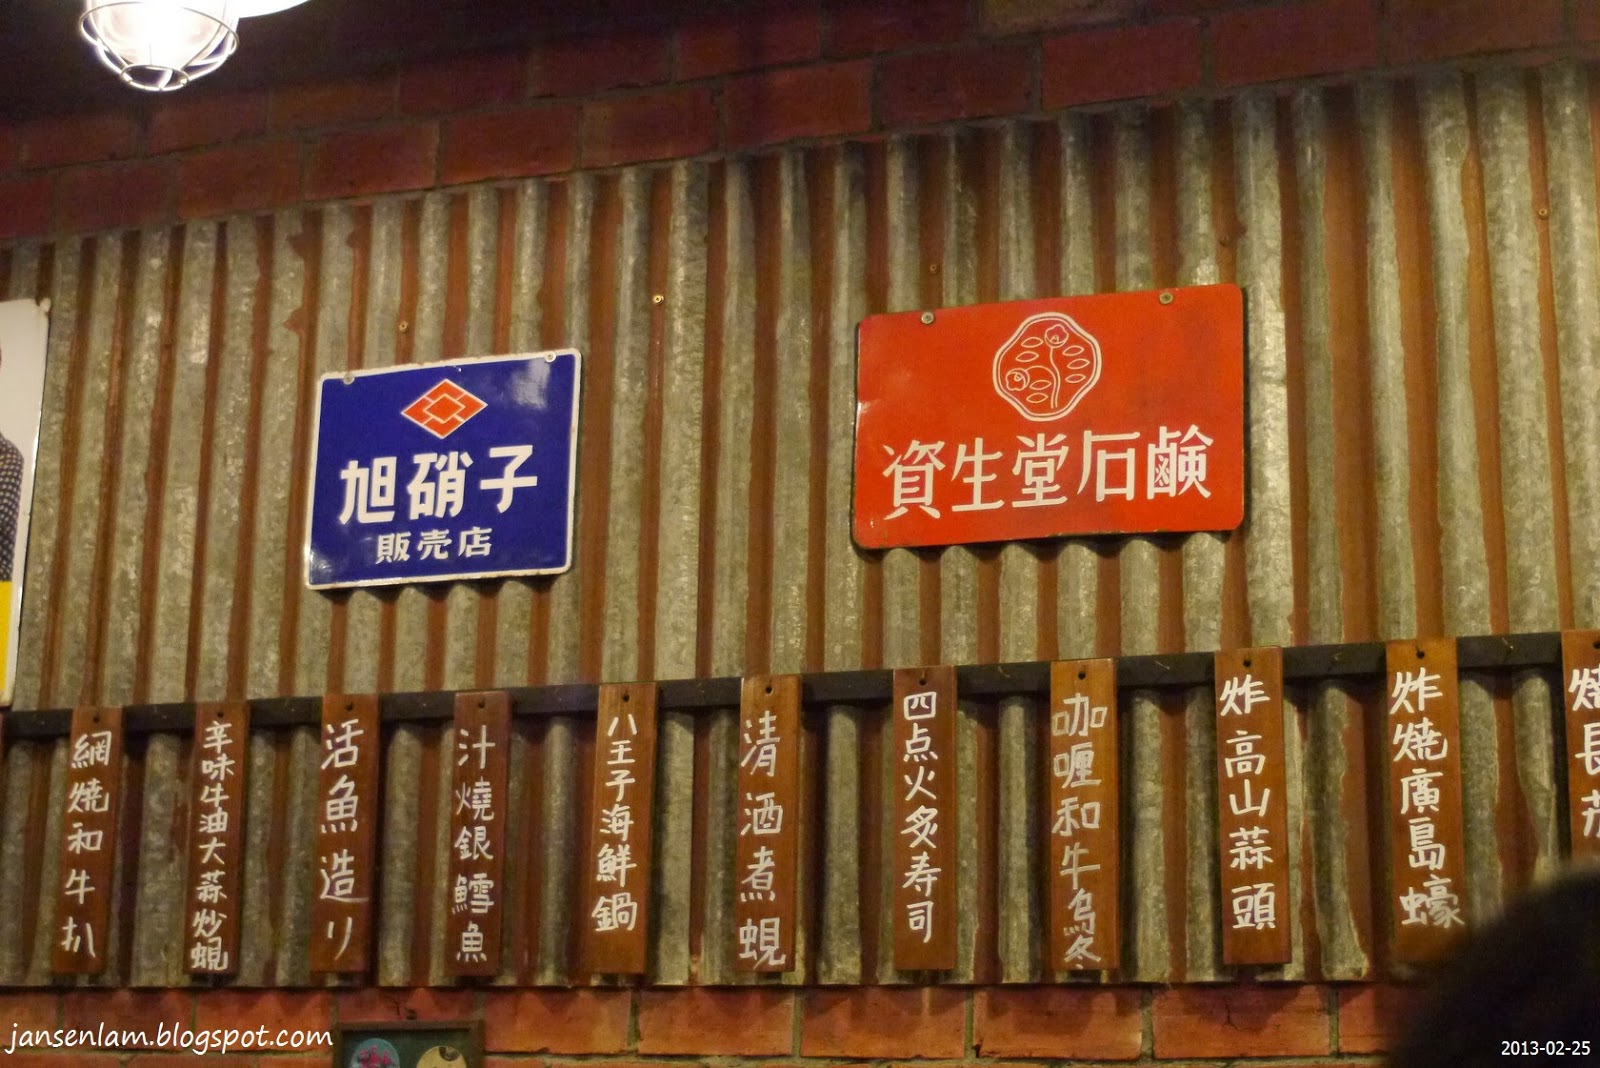 旭硝子
販売店
資生堂石鹸
網燒和牛扒
辛味牛油大蒜炒蜆
活魚造り
汁燒銀鱈魚
八王子海鮮鍋
清酒煮蜆
四点火炙寿司
咖喱和牛烏冬
炸高山蒜頭
炸燒廣島蠔
jansenlam.blogspot.com
2013-02-25